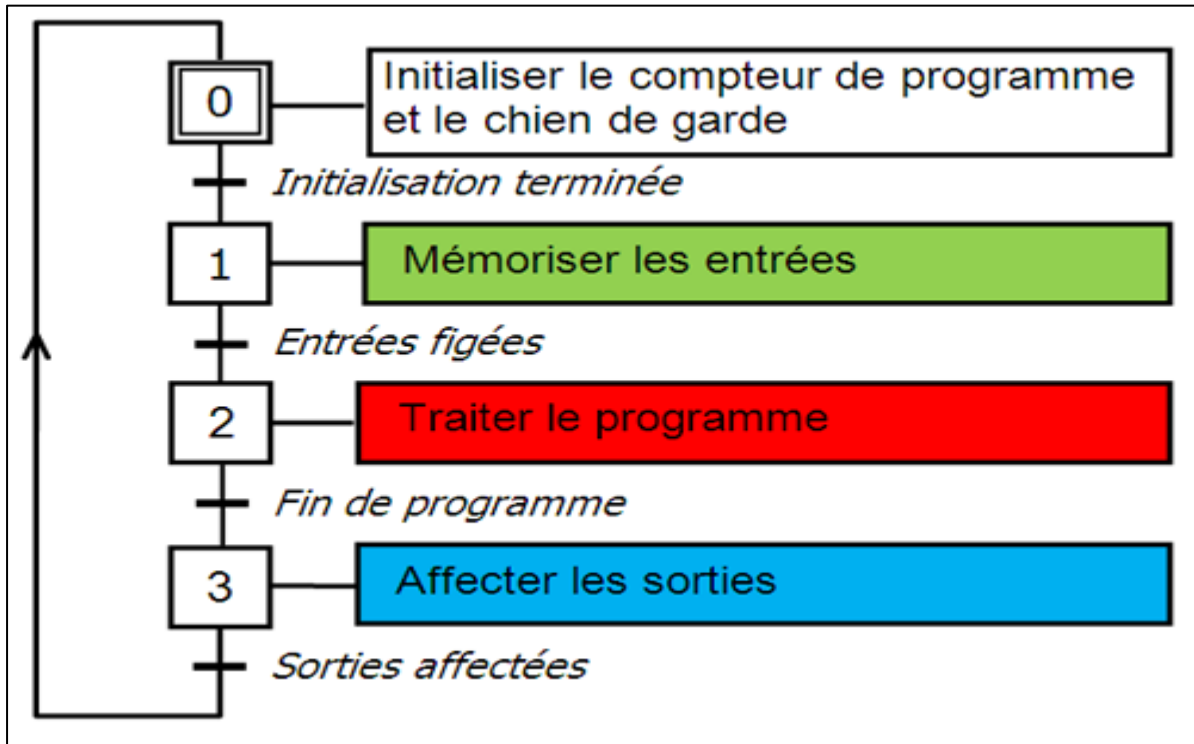 0
Initialiser le compteur de programme
et le chien de garde
Initialisation terminée
1
Mémoriser les entrées
Entrées figées
2
Traiter le programme
Fin de programme
3
Affecter les sorties
Sorties affectées